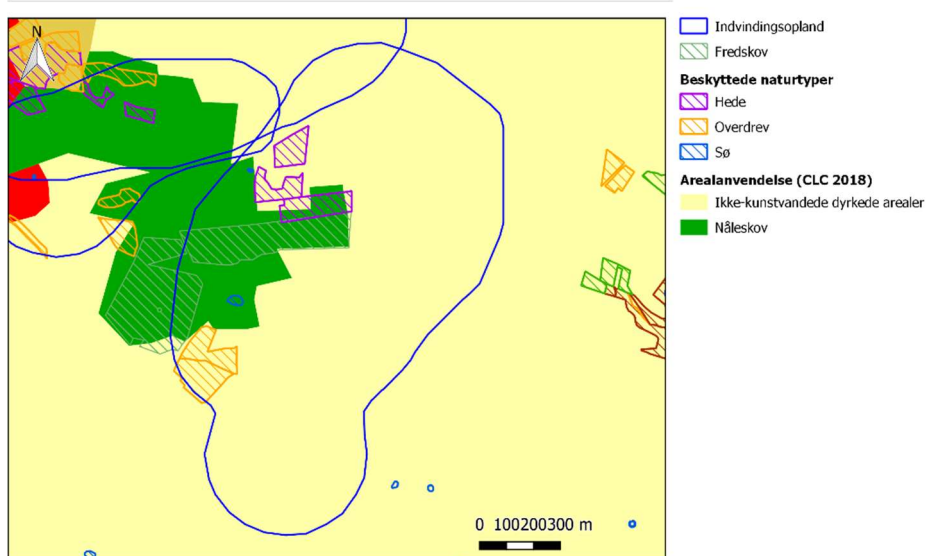 N
0 100200300 m
Indvindingsopland
Fredskov
Beskyttede naturtyper
Hede
Overdrev
Sø
Arealanvendelse (CLC 2018)
Ikke-kunstvandede dyrkede arealer
Nåleskov